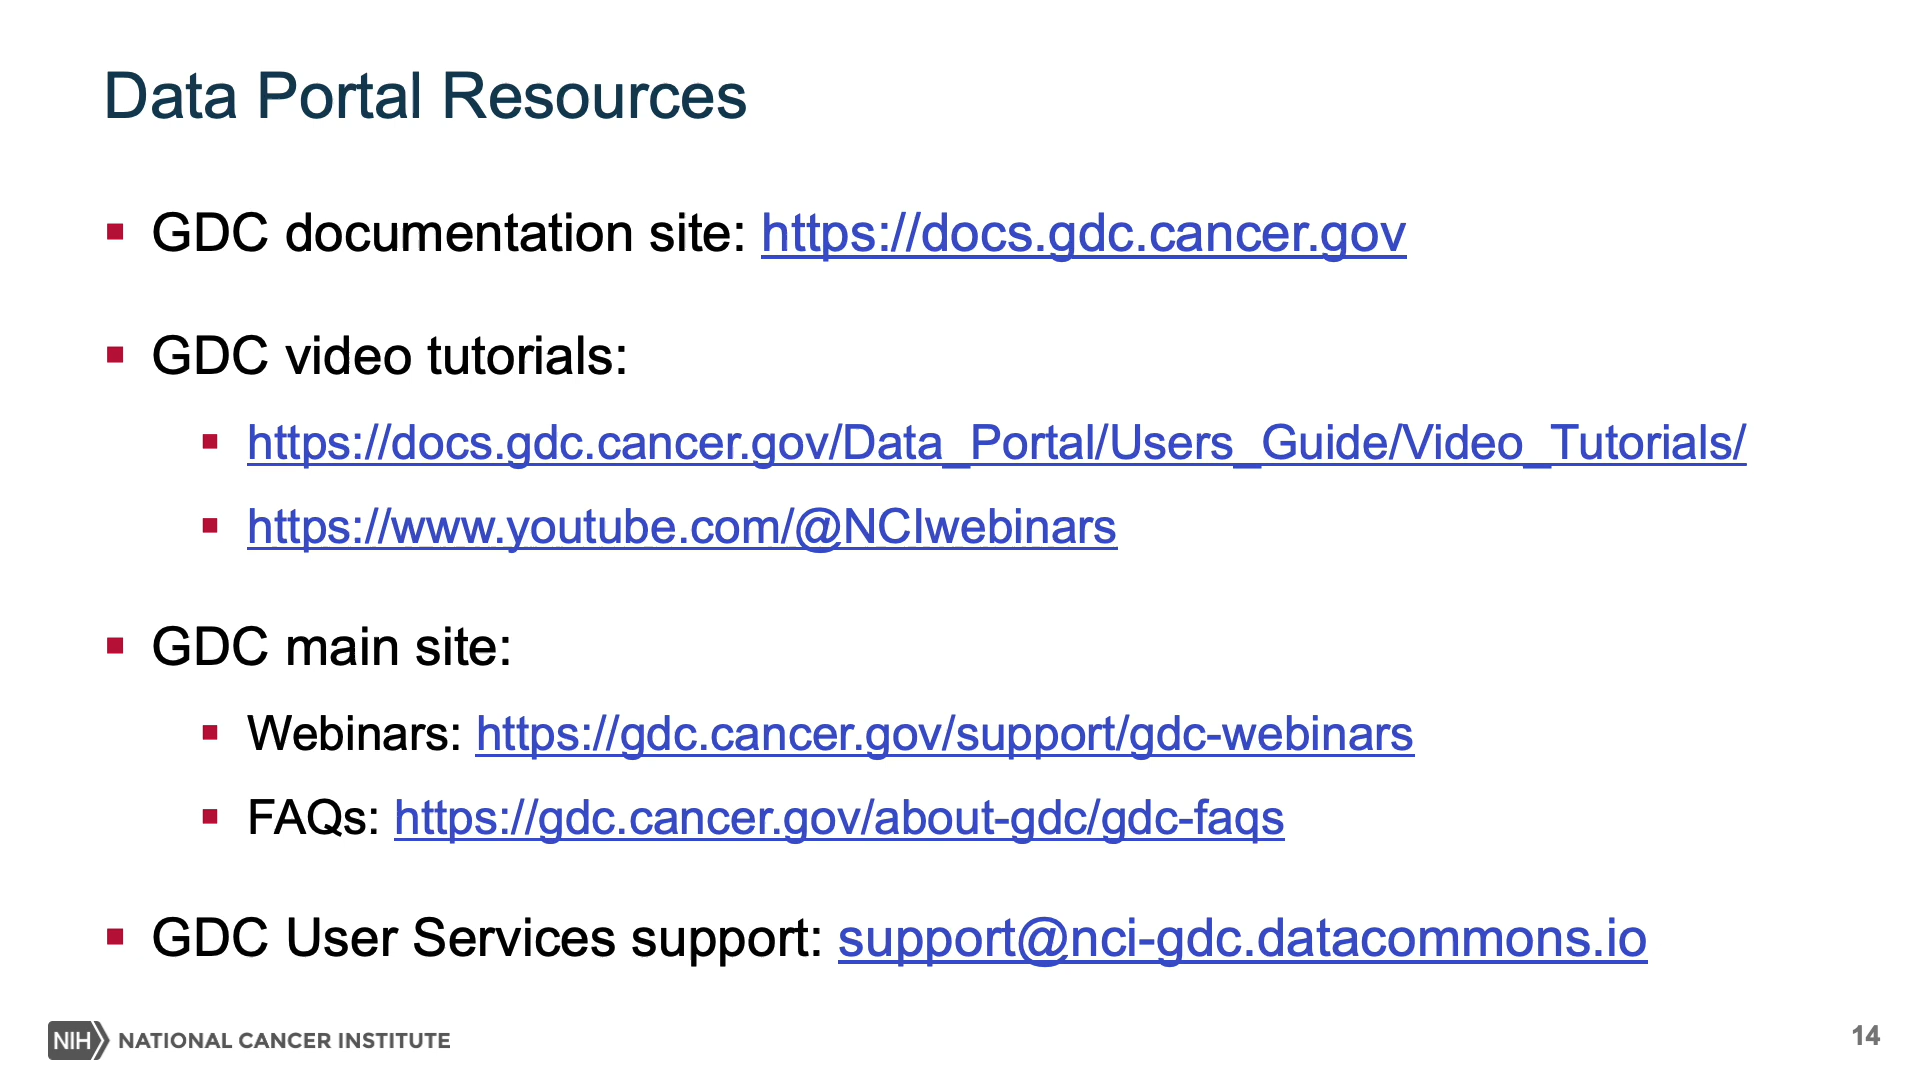 Data Portal Resources
GDC documentation site: https://docs.gdc.cancer.gov
GDC video tutorials:
https://docs.gdc.cancer.gov/Data_Portal/Users_Guide/Video_Tutorials/
https://www.youtube.com/@NCIwebinars
GDC main site:
Webinars: https://gdc.cancer.gov/support/gdc-webinars
FAQs: https://gdc.cancer.gov/about-gdc/gdc-faqs
GDC User Services support: support@nci-gdc.datacommons.io
NIH NATIONAL CANCER INSTITUTE
14